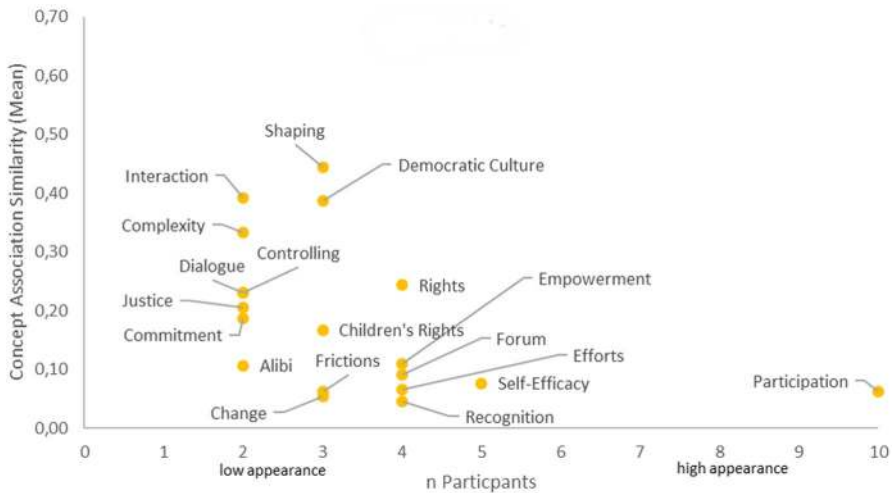 0,70
0,60
0,50
0,40
0,30
0,20
0,10
0,00
Concept Association Similarity (Mean)
Shaping
Democratic Culture
Interaction
Complexity
Controlling
Dialogue
Rights
Empowerment
Justice
Commitment
Children's Rights
Forum
Alibi
Frictions
Efforts
Self-Efficacy
Participation
Change
Recognition
0 1 2 3 4 5 6 7 8 9 10
low appearance high appearance
n Particpants